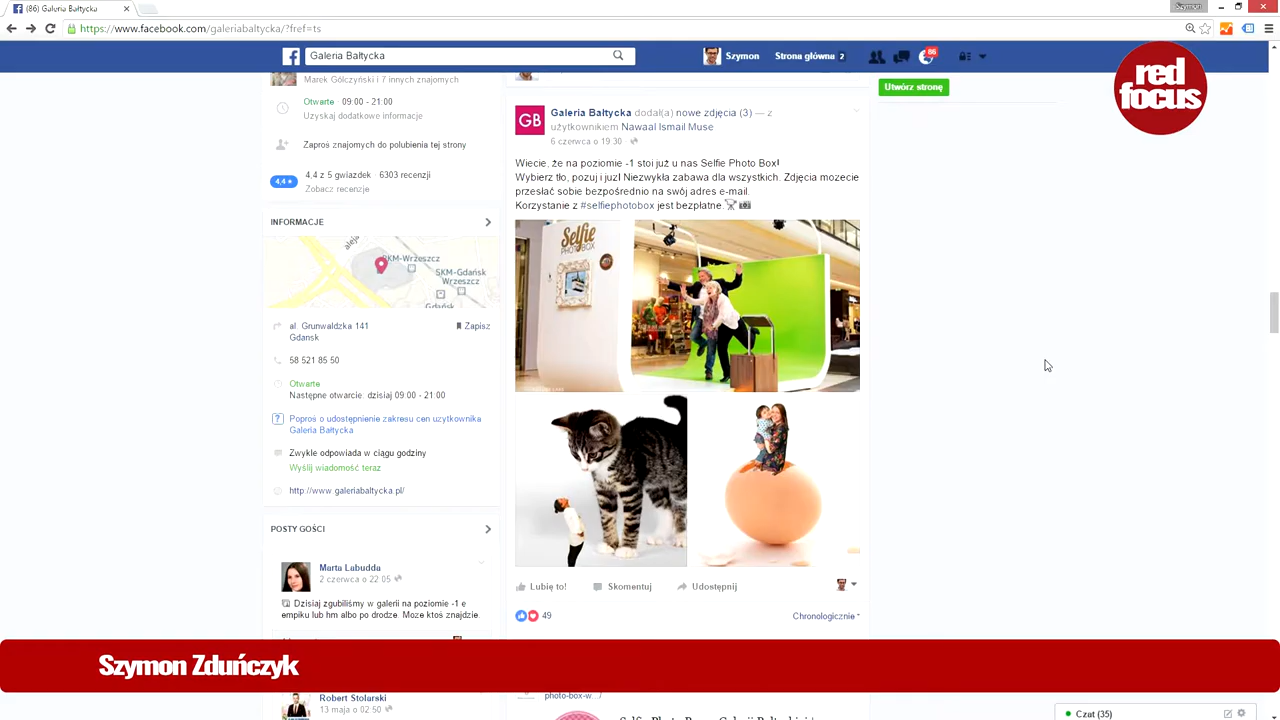 (86) Galeria Bałtycka
Szymon
https://www.facebook.com/galeriabaltycka/?fref=ts
Galeria Bałtycka
Szymon
Strona główna 2
86
red
focus
Marek Gólczyński i 7 innych znajomych
Otwarte · 09:00 - 21:00
Uzyskaj dodatkowe informacje
Zaproś znajomych do polubienia tej strony
4,4 ★
4,4 z 5 gwiazdek · 6303 recenzji
Zobacz recenzje
INFORMACJE
SKM-Wrzeszcz
SKM-Gdańsk
Wrzeszcz
Gdańsk
al. Grunwaldzka 141
Gdansk
Zapisz
58 521 85 50
Otwarte
Następne otwarcie: dzisiaj 09:00 - 21:00
Poproś o udostępnienie zakresu cen użytkownika
Galeria Bałtycka
Zwykle odpowiada w ciągu godziny
Wyślij wiadomość teraz
http://www.galeriabaltycka.pl/
POSTY GOŚCI
Marta Labudda
2 czerwca o 22:05
Dzisiaj zgubiliśmy w galerii na poziomie -1 e
empiku lub hm albo po drodze. Moze ktoś znajdzie.
Robert Stolarski
13 maja o 02:50
Utwórz stronę
GB
Galeria Bałtycka dodał(a) nowe zdjęcia (3) — z
użytkownikiem Nawaal Ismail Muse
6 czerwca o 19:30
Wiecie, że na poziomie -1 stoi już u nas Selfie Photo Box!
Wybierz tło, pozuj i już! Niezwykła zabawa dla wszystkich. Zdjęcia możecie
przesłać sobie bezpośrednio na swój adres e-mail.
Korzystanie z #selfiephotobox jest bezpłatne.
Selfie
PHOTOBOX
Lubię to!
Skomentuj
Udostępnij
49
Chronologicznie
Szymon Zduńczyk
photo-box-w.../
Czat (35)